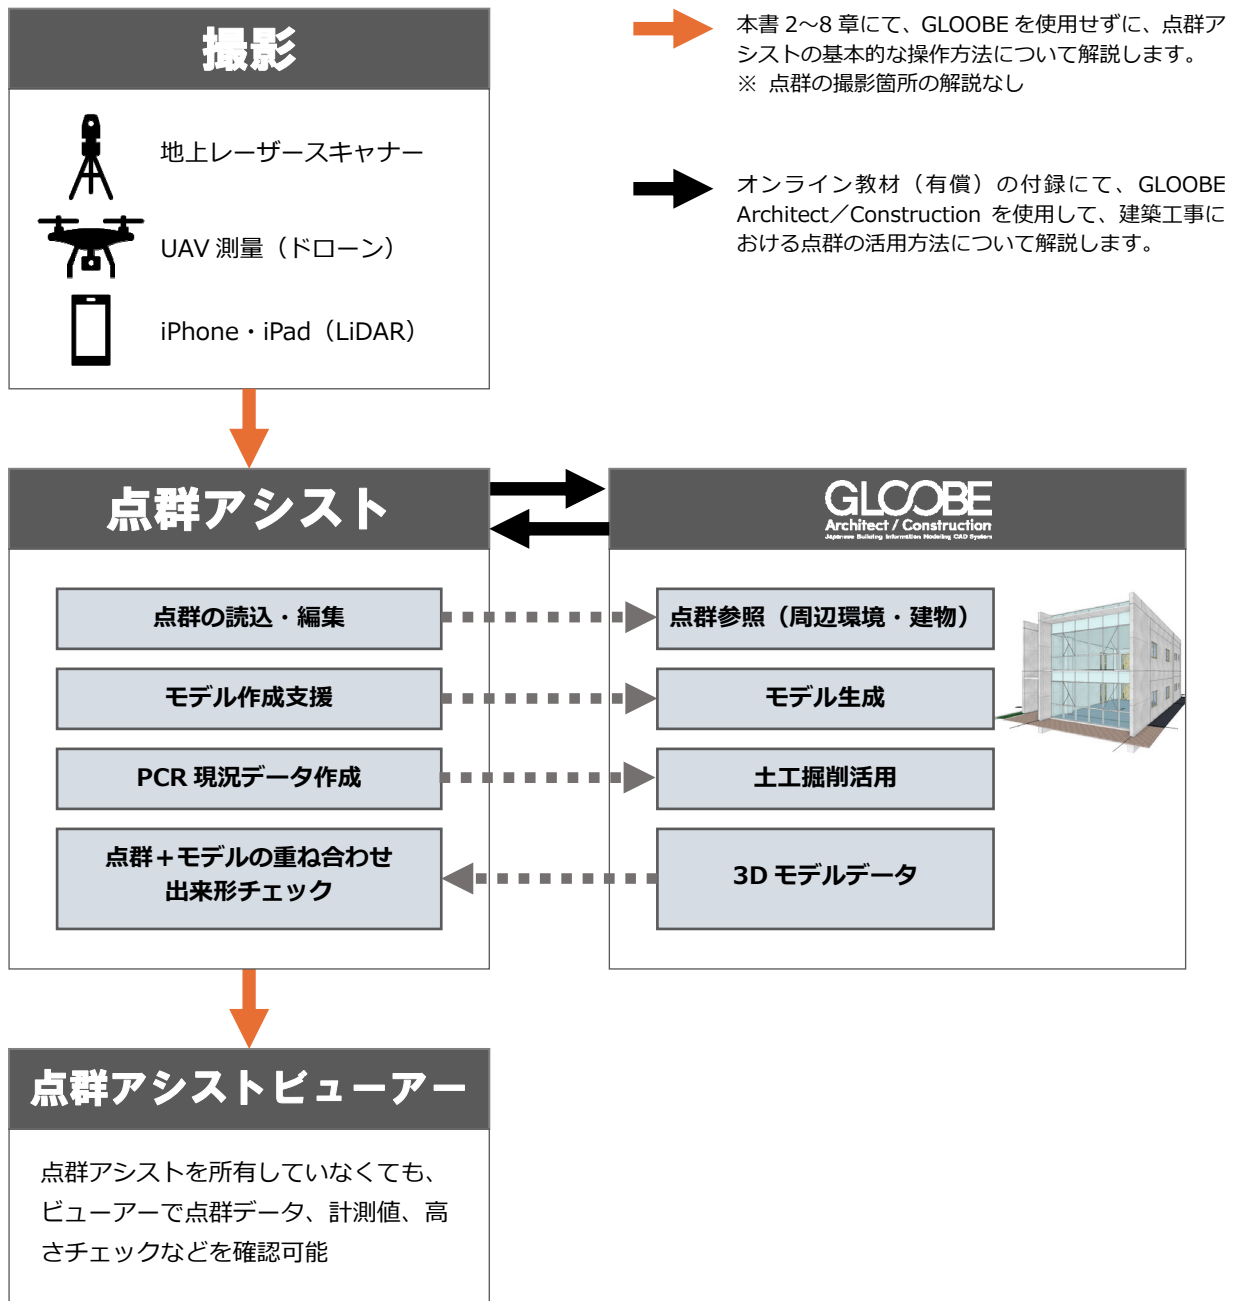 撮影
地上レーザースキャナー
UAV 測量（ドローン）
iPhone・iPad（LiDAR）
本書 2～8 章にて、GLOOBE を使用せずに、点群ア
シストの基本的な操作方法について解説します。
※ 点群の撮影箇所の解説なし
オンライン教材（有償）の付録にて、GLOOBE
Architect／Construction を使用して、建築工事に
おける点群の活用方法について解説します。
点群アシスト
点群の読込・編集
モデル作成支援
PCR 現況データ作成
点群＋モデルの重ね合わせ
出来形チェック
GLOOBE
Architect / Construction
Japanese Building Information Modeling CAD System
点群参照（周辺環境・建物）
モデル生成
土工掘削活用
3D モデルデータ
点群アシストビューアー
点群アシストを所有していなくても、
ビューアーで点群データ、計測値、高
さチェックなどを確認可能